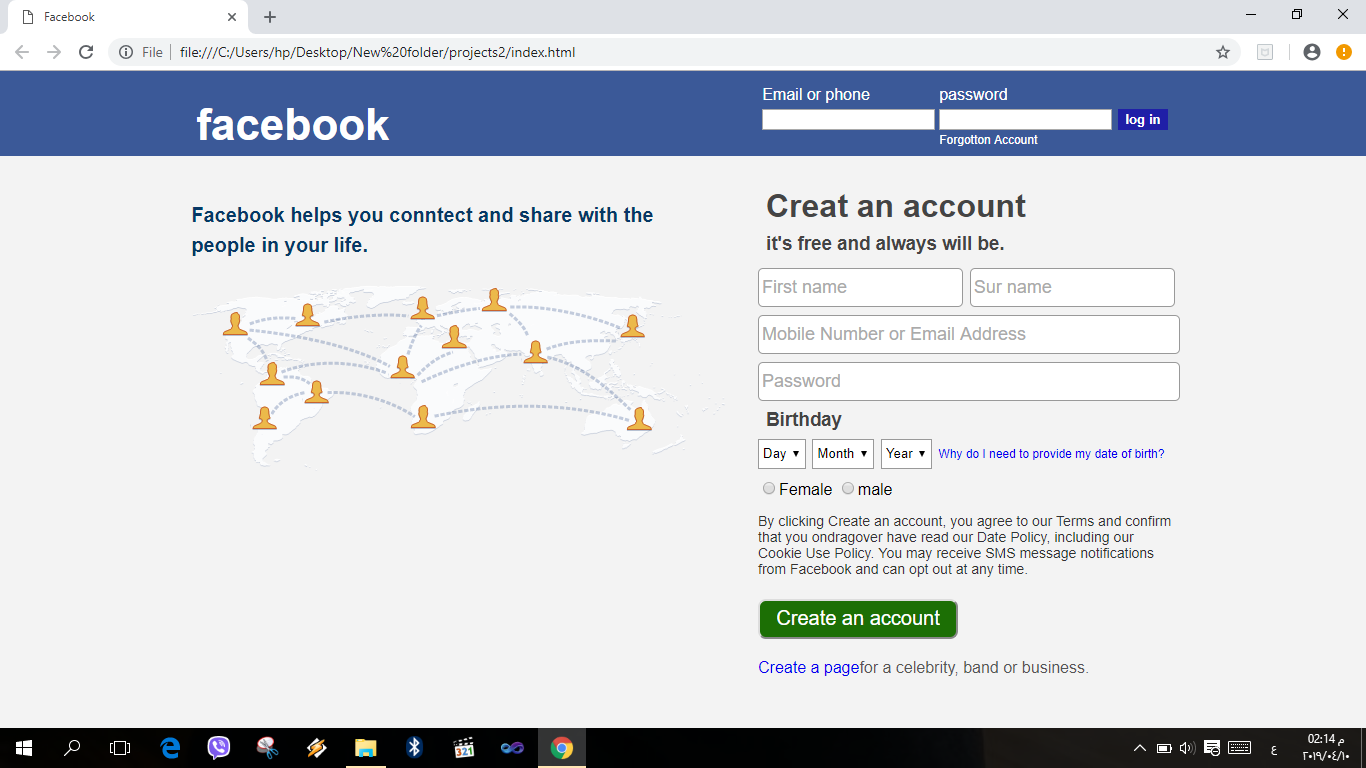 Facebook
File
file:///C:/Users/hp/Desktop/New%20folder/projects2/index.html
facebook
Email or phone
password
log in
Forgotton Account
Facebook helps you conntect and share with the
people in your life.
Creat an account
it's free and always will be.
First name
Sur name
Mobile Number or Email Address
Password
Birthday
Day
Month
Year
Why do I need to provide my date of birth?
Female
male
By clicking Create an account, you agree to our Terms and confirm
that you ondragover have read our Date Policy, including our
Cookie Use Policy. You may receive SMS message notifications
from Facebook and can opt out at any time.
Create an account
Create a pagefor a celebrity, band or business.
321
ع
02:14 م
٢٠١٩/٠٤/١٠